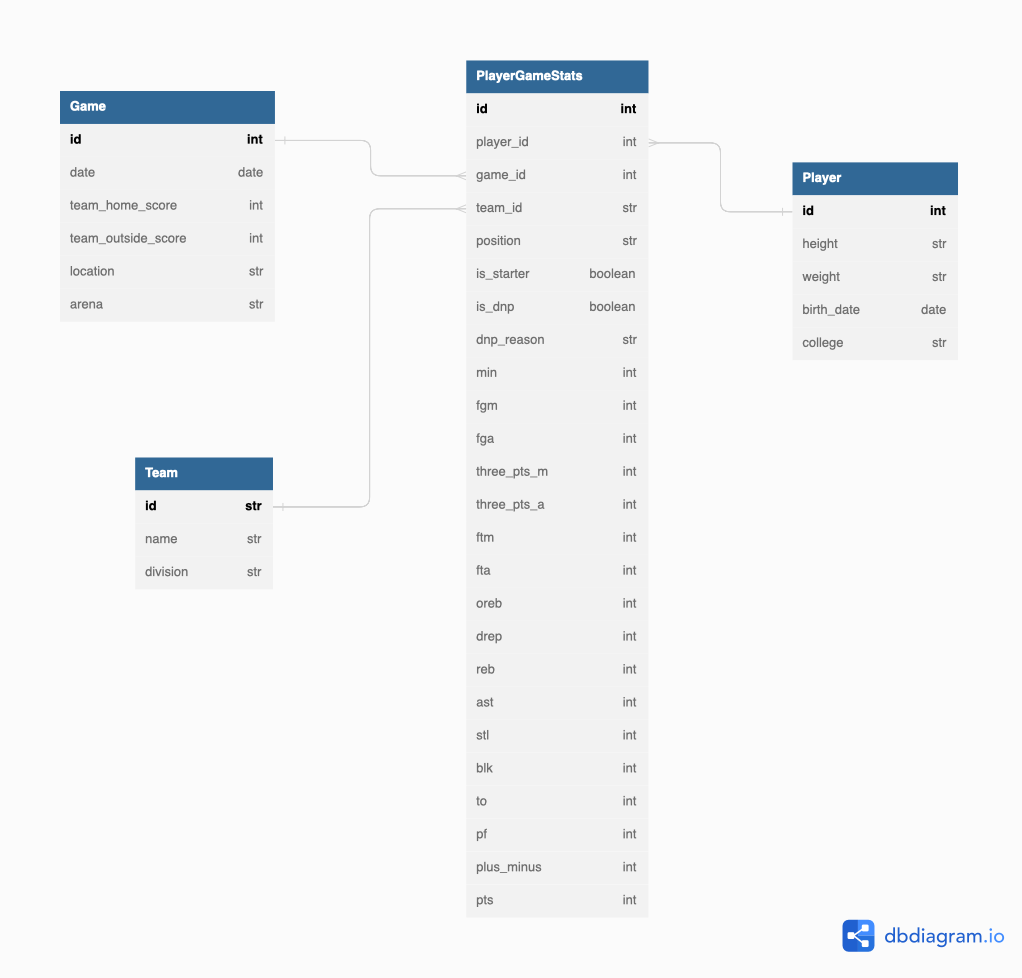 Game
id int
date date
team_home_score int
team_outside_score int
location str
arena str
Team
id str
name str
division str
PlayerGameStats
id int
player_id int
game_id int
team_id str
position str
is_starter boolean
is_dnp boolean
dnp_reason str
min int
fgm int
fga int
three_pts_m int
three_pts_a int
ftm int
fta int
oreb int
drep int
reb int
ast int
stl int
blk int
to int
pf int
plus_minus int
pts int
Player
id int
height str
weight str
birth_date date
college str
dbdiagram.io